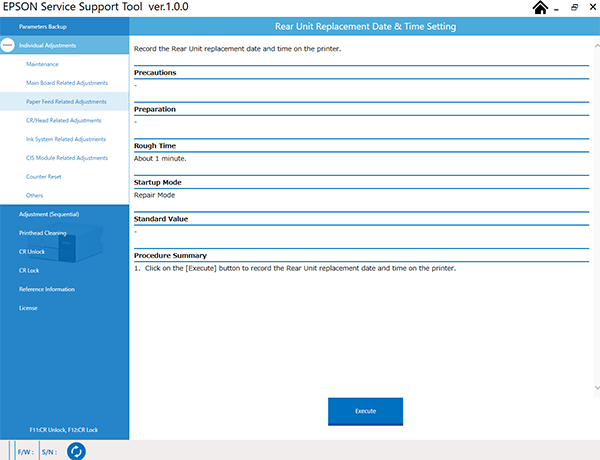 EPSON Service Support Tool ver.1.0.0
Parameters Backup
Rear Unit Replacement Date & Time Setting
Individual Adjustments
Maintenance
Main Board Related Adjustments
Paper Feed Related Adjustments
CR/Head Related Adjustments
Ink System Related Adjustments
CIS Module Related Adjustments
Counter Reset
Others
Adjustment (Sequential)
Printhead Cleaning
CR Unlock
CR Lock
Reference Information
License
F11:CR Unlock, F12:CR Lock
Record the Rear Unit replacement date and time on the printer.
Precautions
-
Preparation
-
Rough Time
About 1 minute.
Startup Mode
Repair Mode
Standard Value
-
Procedure Summary
1. Click on the [Execute] button to record the Rear Unit replacement date and time on the printer.
Execute
F/W : S/N :